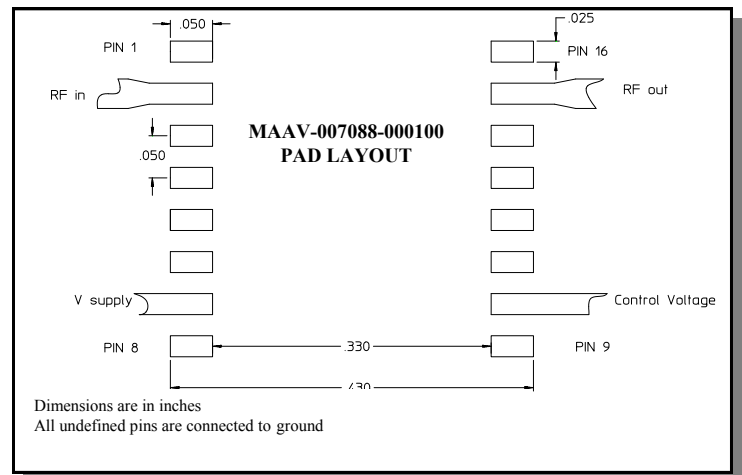 .050
.025
PIN 1
PIN 16
RF in
RF out
MAAV-007088-000100
PAD LAYOUT
.050
V supply
Control Voltage
PIN 8
.330
PIN 9
.430
Dimensions are in inches
All undefined pins are connected to ground